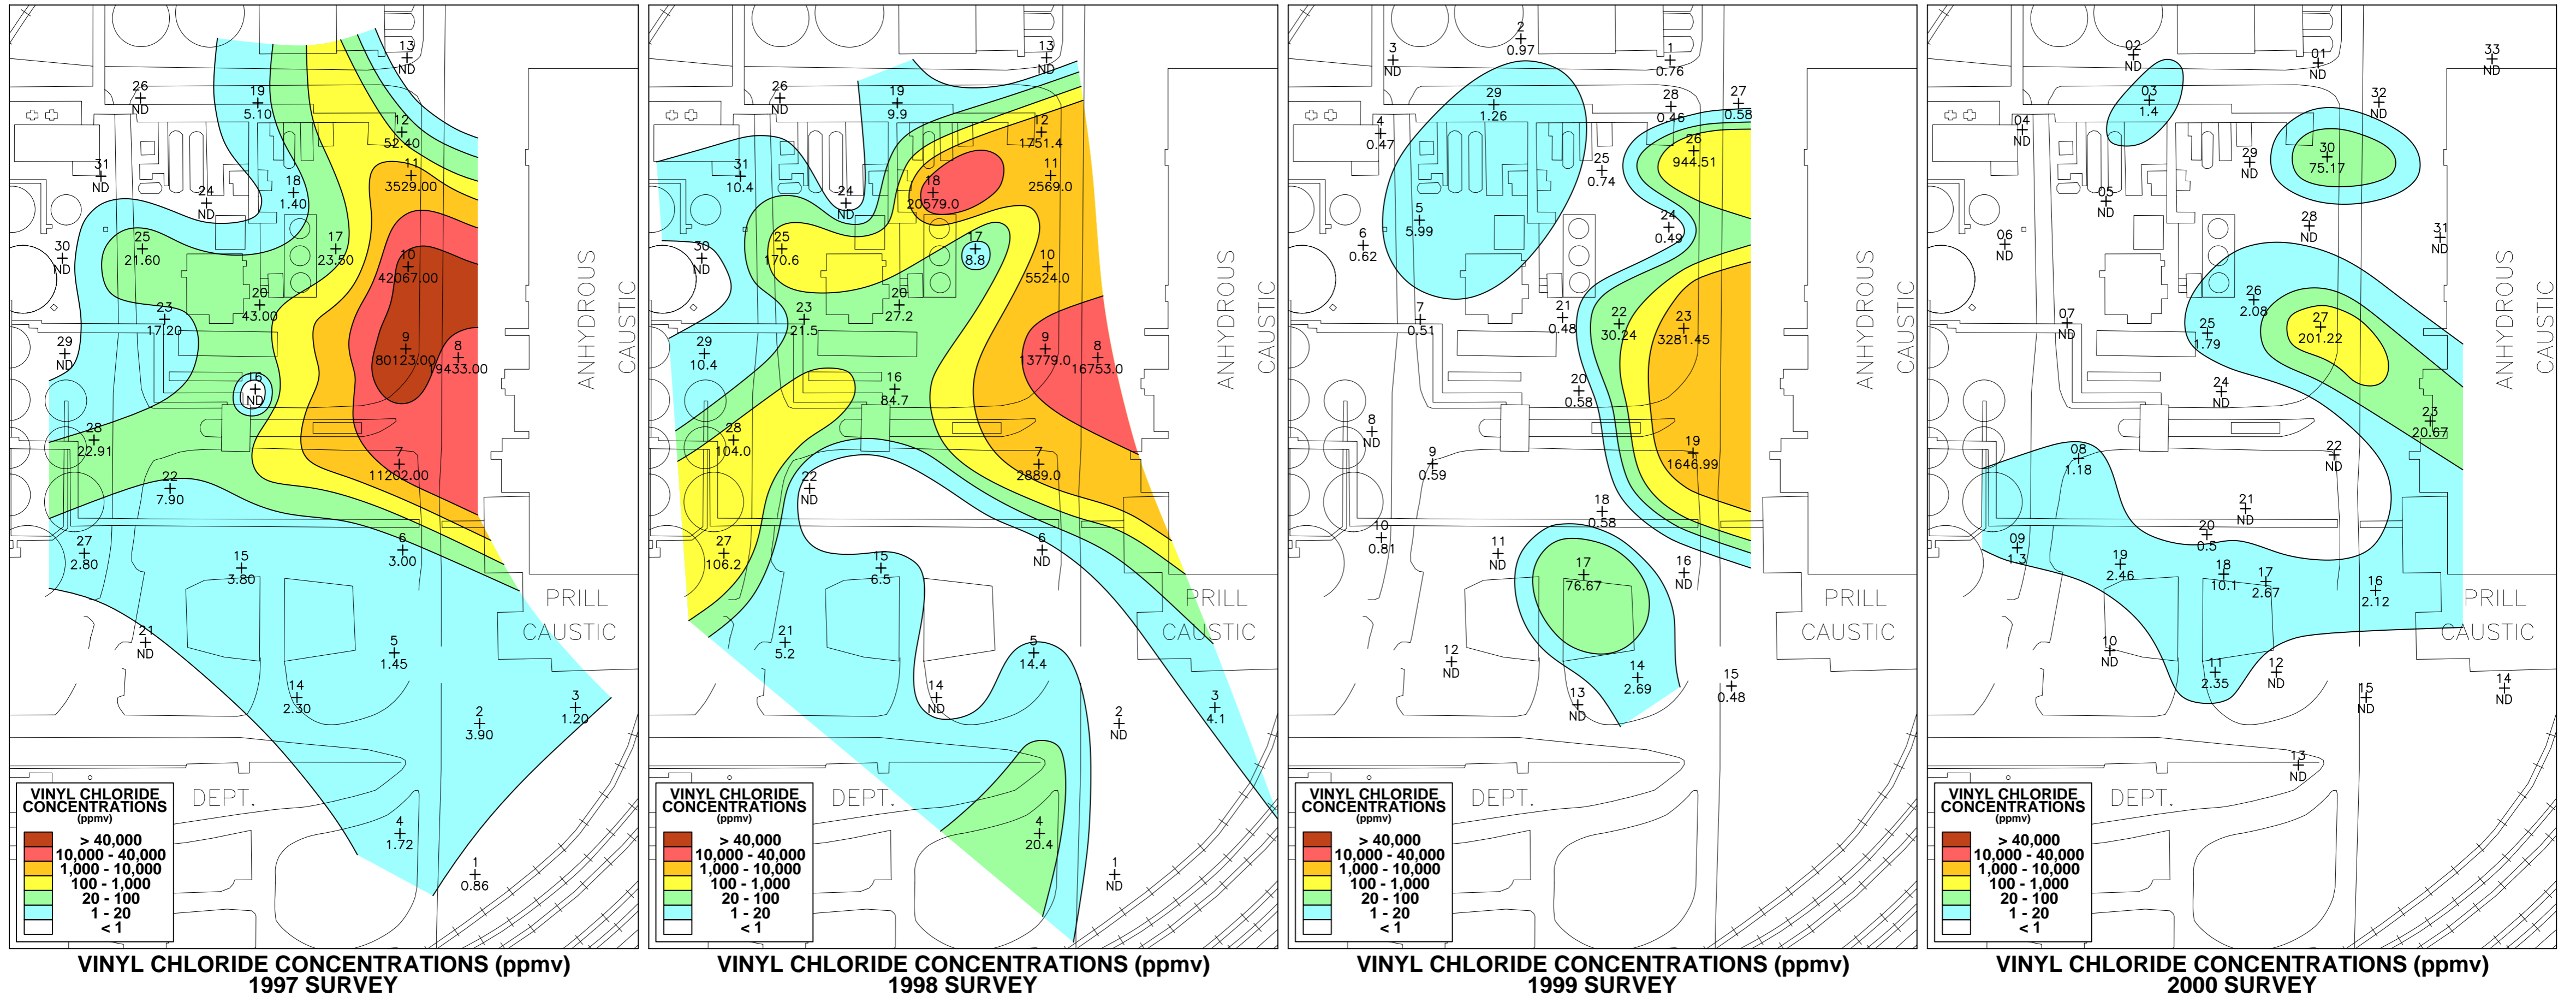 13
ND
26
ND
19
5.10
12
52.40
11
3529.00
31
ND
24
ND
18
1.40
25
21.60
17
23.50
30
ND
10
42067.00
20
43.00
23
17.20
29
ND
9
80123.00
8
19433.00
16
ND
28
22.91
7
11202.00
22
7.90
27
2.80
15
3.80
6
3.00
21
ND
5
1.45
14
2.30
3
1.20
2
3.90
4
1.72
1
0.86
ANHYDROUS
CAUSTIC
PRILL
CAUSTIC
DEPT.
VINYL CHLORIDE
CONCENTRATIONS
(ppmv)
> 40,000
10,000 - 40,000
1,000 - 10,000
100 - 1,000
20 - 100
1 - 20
< 1
VINYL CHLORIDE CONCENTRATIONS (ppmv)
1997 SURVEY
13
ND
26
ND
19
9.9
12
1751.4
11
2569.0
31
10.4
24
ND
18
20579.0
25
170.6
17
8.8
30
ND
10
5524.0
20
27.2
23
21.5
29
10.4
9
13779.0
8
16753.0
16
84.7
28
104.0
7
2889.0
22
ND
27
106.2
15
6.5
6
ND
21
5.2
5
14.4
14
ND
3
4.1
2
ND
4
20.4
1
ND
ANHYDROUS
CAUSTIC
PRILL
CAUSTIC
DEPT.
VINYL CHLORIDE
CONCENTRATIONS
(ppmv)
> 40,000
10,000 - 40,000
1,000 - 10,000
100 - 1,000
20 - 100
1 - 20
< 1
VINYL CHLORIDE CONCENTRATIONS (ppmv)
1998 SURVEY
2
0.97
3
ND
1
0.76
29
1.26
28
0.46
27
0.58
4
0.47
26
944.51
25
0.74
5
5.99
24
0.49
6
0.62
7
0.51
21
0.48
22
30.24
23
3281.45
20
0.58
8
ND
9
0.59
19
1646.99
18
0.58
10
0.81
11
ND
17
76.67
16
ND
12
ND
14
2.69
15
0.48
13
ND
ANHYDROUS
CAUSTIC
PRILL
CAUSTIC
DEPT.
VINYL CHLORIDE
CONCENTRATIONS
(ppmv)
> 40,000
10,000 - 40,000
1,000 - 10,000
100 - 1,000
20 - 100
1 - 20
< 1
VINYL CHLORIDE CONCENTRATIONS (ppmv)
1999 SURVEY
02
ND
01
ND
33
ND
03
1.4
32
ND
04
ND
30
75.17
29
ND
05
ND
28
ND
31
ND
06
ND
26
2.08
07
ND
25
1.79
27
201.22
24
ND
23
20.67
08
1.18
22
ND
21
ND
20
0.5
09
1.3
19
2.46
18
10.1
17
2.67
16
2.12
10
ND
11
2.35
12
ND
15
ND
14
ND
13
ND
ANHYDROUS
CAUSTIC
PRILL
CAUSTIC
DEPT.
VINYL CHLORIDE
CONCENTRATIONS
(ppmv)
> 40,000
10,000 - 40,000
1,000 - 10,000
100 - 1,000
20 - 100
1 - 20
< 1
VINYL CHLORIDE CONCENTRATIONS (ppmv)
2000 SURVEY